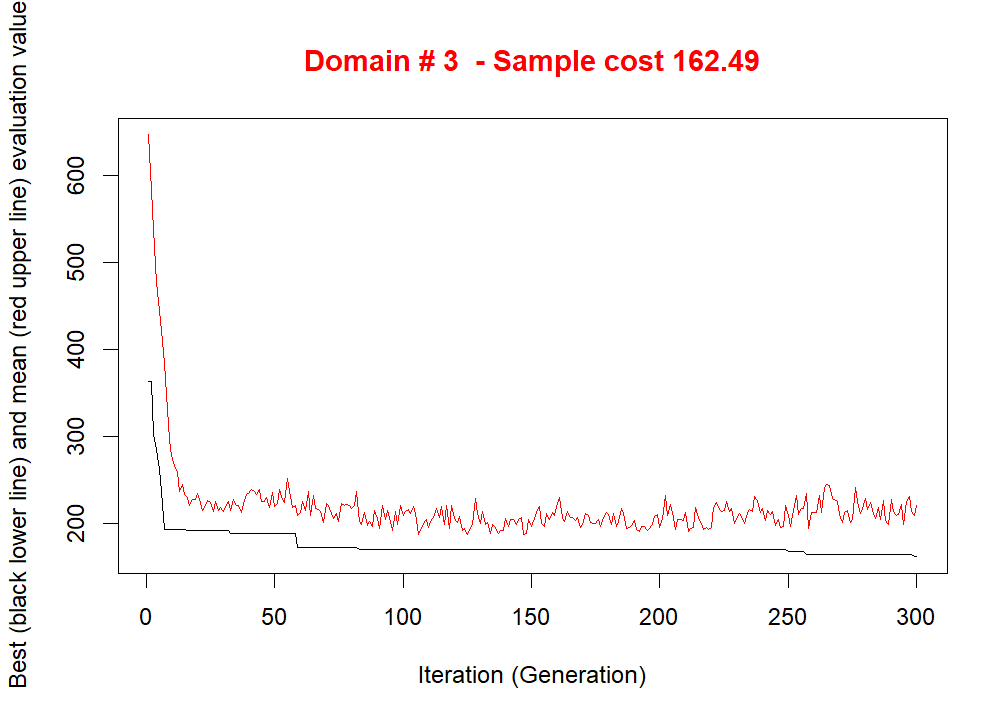 Domain # 3  - Sample cost 162.49
Best (black lower line) and mean (red upper line) evaluation value
600
500
400
300
200
0 50 100 150 200 250 300
Iteration (Generation)